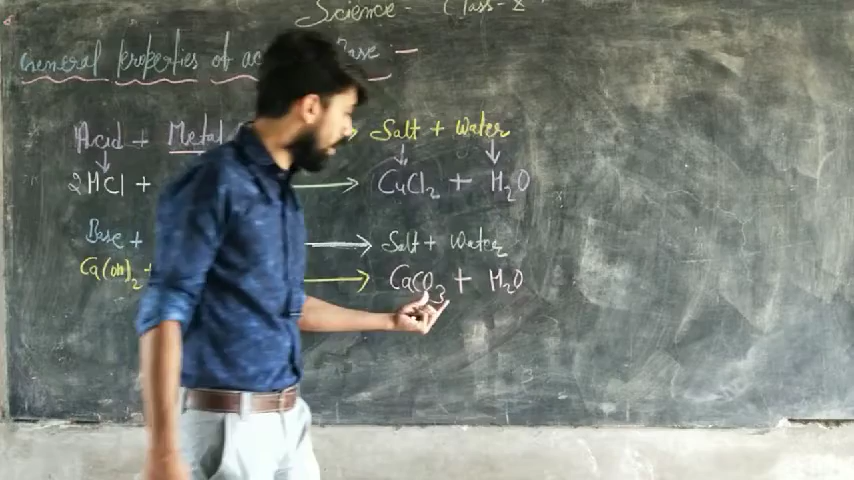 Science - Class - X
General properties of ac Base -
Acid + Metal Salt + Water
2HCl + CuCl2 + H2O
Base + Salt + Water
Ca(OH)2 + CaCO3 + H2O